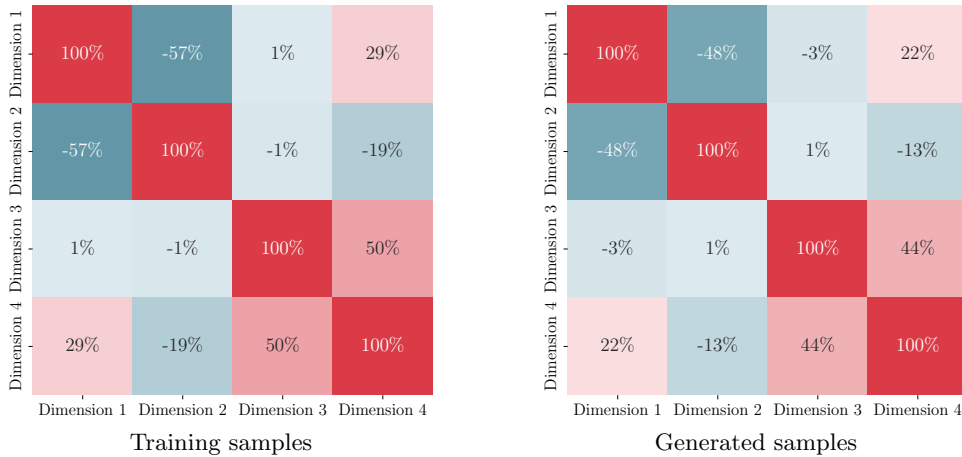 Dimension 1
100%
-57%
1%
29%
Dimension 2
-57%
100%
-1%
-19%
Dimension 3
1%
-1%
100%
50%
Dimension 4
29%
-19%
50%
100%
Dimension 1 Dimension 2 Dimension 3 Dimension 4
Training samples
Dimension 1
100%
-48%
-3%
22%
Dimension 2
-48%
100%
1%
-13%
Dimension 3
-3%
1%
100%
44%
Dimension 4
22%
-13%
44%
100%
Dimension 1 Dimension 2 Dimension 3 Dimension 4
Generated samples